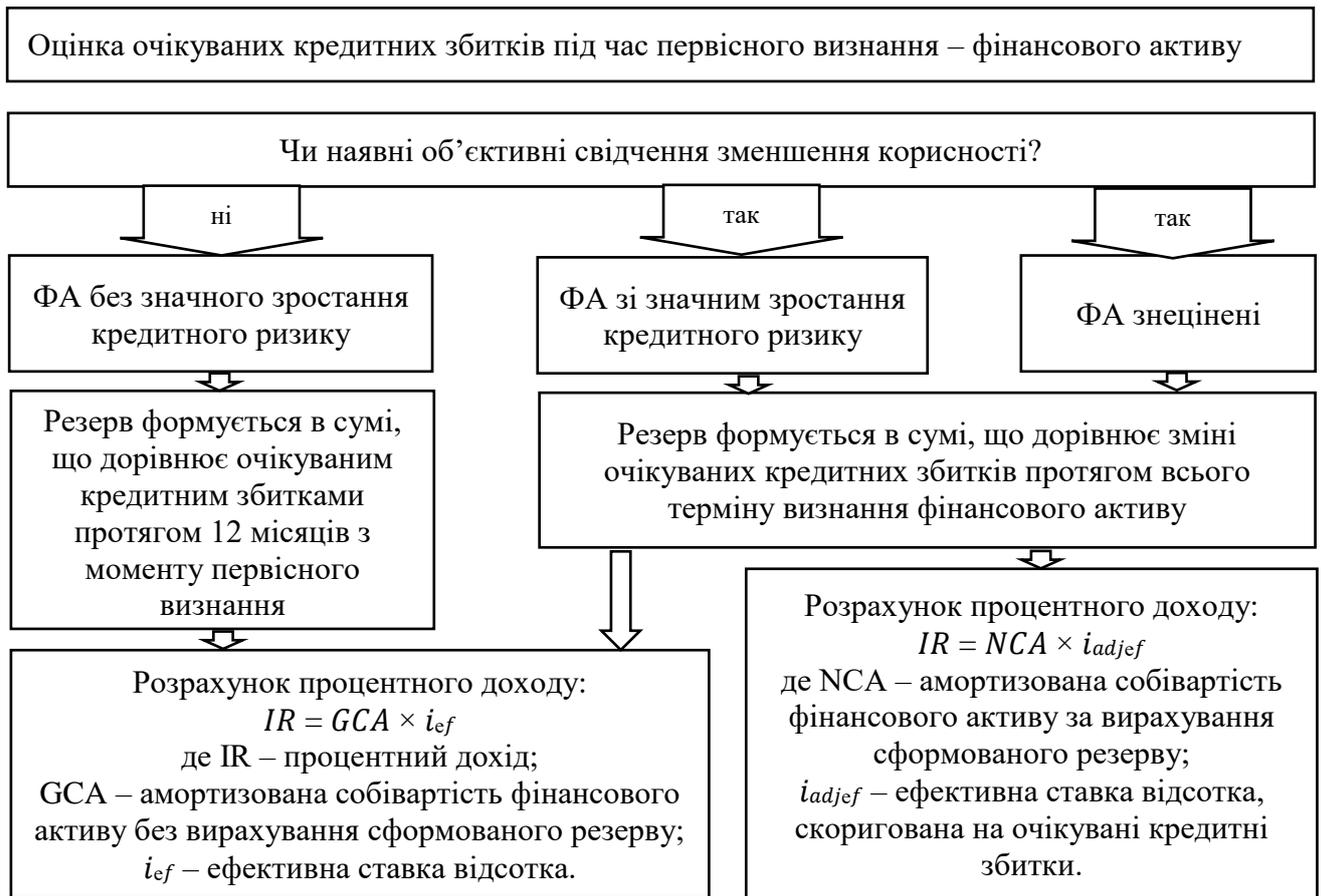 Оцінка очікуваних кредитних збитків під час первісного визнання – фінансового активу
Чи наявні об’єктивні свідчення зменшення корисності?
ні
так
так
ФА без значного зростання
кредитного ризику
ФА зі значним зростання
кредитного ризику
ФА знецінені
Резерв формується в сумі,
що дорівнює очікуваним
кредитним збитками
протягом 12 місяців з
моменту первісного
визнання
Резерв формується в сумі, що дорівнює зміні
очікуваних кредитних збитків протягом всього
терміну визнання фінансового активу
Розрахунок процентного доходу:
IR = GCA × i_ef
де IR – процентний дохід;
GCA – амортизована собівартість фінансового
активу без вирахування сформованого резерву;
i_ef – ефективна ставка відсотка.
Розрахунок процентного доходу:
IR = NCA × i_adjef
де NCA – амортизована собівартість
фінансового активу за вирахування
сформованого резерву;
i_adjef – ефективна ставка відсотка,
скоригована на очікувані кредитні
збитки.